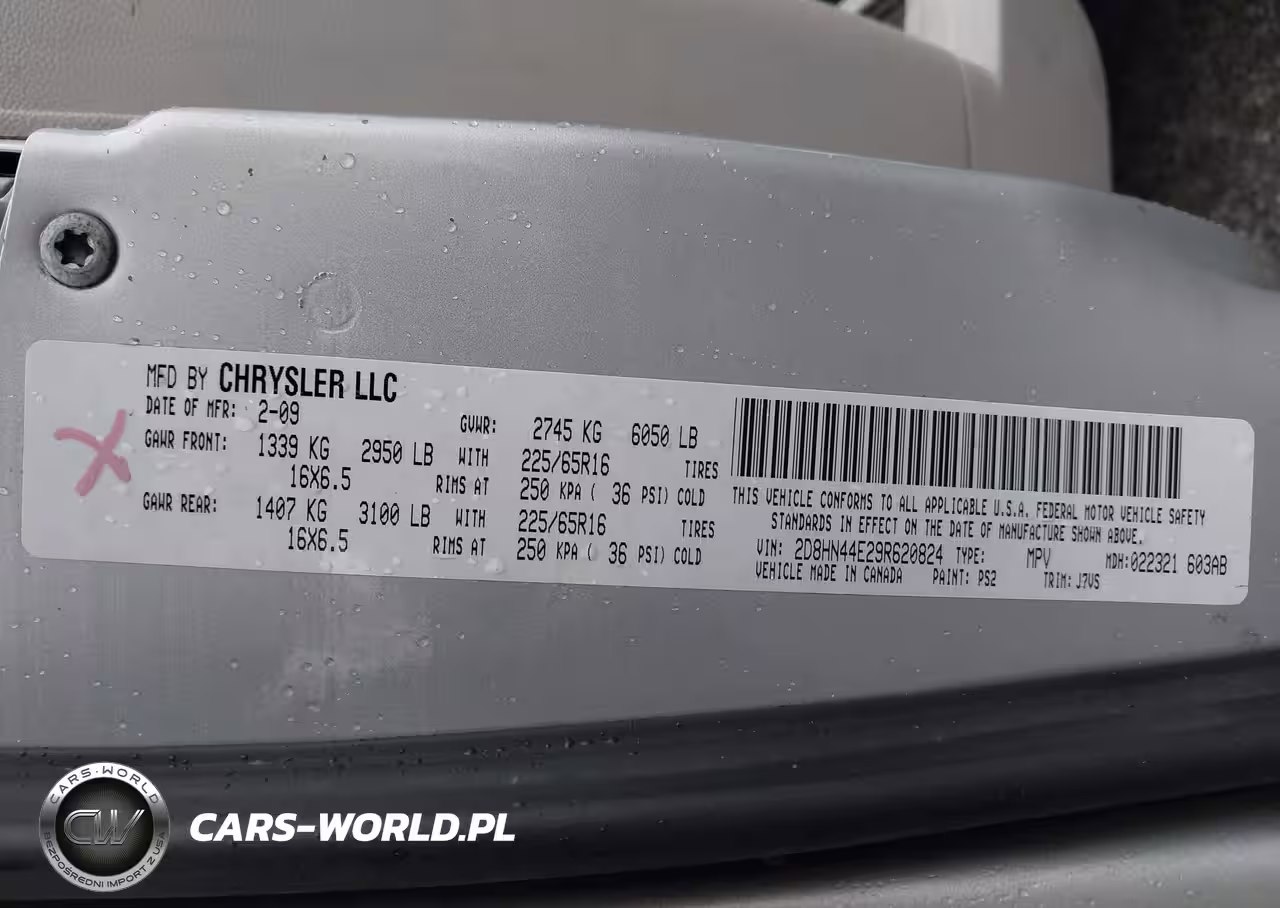 MFD BY CHRYSLER LLC
DATE OF MFR: 2-09 GVWR: 2745 KG 6050 LB
GAWR FRONT: 1339 KG 2950 LB WITH 225/65R16 TIRES
16X6.5 RIMS AT 250 KPA ( 36 PSI) COLD
GAWR REAR: 1407 KG 3100 LB WITH 225/65R16 TIRES
16X6.5 RIMS AT 250 KPA ( 36 PSI) COLD
THIS VEHICLE CONFORMS TO ALL APPLICABLE U.S.A. FEDERAL MOTOR VEHICLE SAFETY
STANDARDS IN EFFECT ON THE DATE OF MANUFACTURE SHOWN ABOVE.
VIN: 2D8HN44E29R620824 TYPE: MPV MDH:022321 603AB
VEHICLE MADE IN CANADA PAINT: PS2 TRIM: J7VS
CARS-WORLD
CW
BEZPOŚREDNI IMPORT Z USA
CARS-WORLD.PL